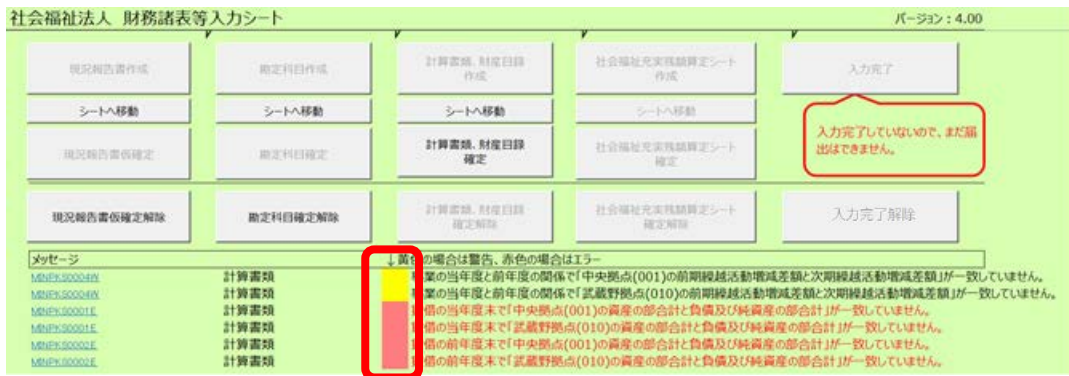 社会福祉法人 財務諸表等入力シート
バージョン：4.00
現況報告書作成
勘定科目作成
計算書類、財産目録
作成
社会福祉充実残額算定シート
作成
入力完了
シートへ移動
シートへ移動
シートへ移動
シートへ移動
入力完了していないので、まだ届
出はできません。
現況報告書仮確定
勘定科目確定
計算書類、財産目録
確定
社会福祉充実残額算定シート
確定
現況報告書仮確定解除
勘定科目確定解除
計算書類、財産目録
確定解除
社会福祉充実残額算定シート
確定解除
入力完了解除
メッセージ
↓黄色の場合は警告、赤色の場合はエラー
MINPKS0004W 計算書類 業の当年度と前年度の関係で「中央拠点(001)の前期繰越活動増減差額と次期繰越活動増減差額」が一致していません。
MINPKS0004W 計算書類 業の当年度と前年度の関係で「武蔵野拠点(010)の前期繰越活動増減差額と次期繰越活動増減差額」が一致していません。
MINPKS0001E 計算書類 借の当年度末で「中央拠点(001)の資産の部合計と負債及び純資産の部合計」が一致していません。
MINPKS0001E 計算書類 借の当年度末で「武蔵野拠点(010)の資産の部合計と負債及び純資産の部合計」が一致していません。
MINPKS0002E 計算書類 借の前年度末で「中央拠点(001)の資産の部合計と負債及び純資産の部合計」が一致していません。
MINPKS0002E 計算書類 借の前年度末で「武蔵野拠点(010)の資産の部合計と負債及び純資産の部合計」が一致していません。